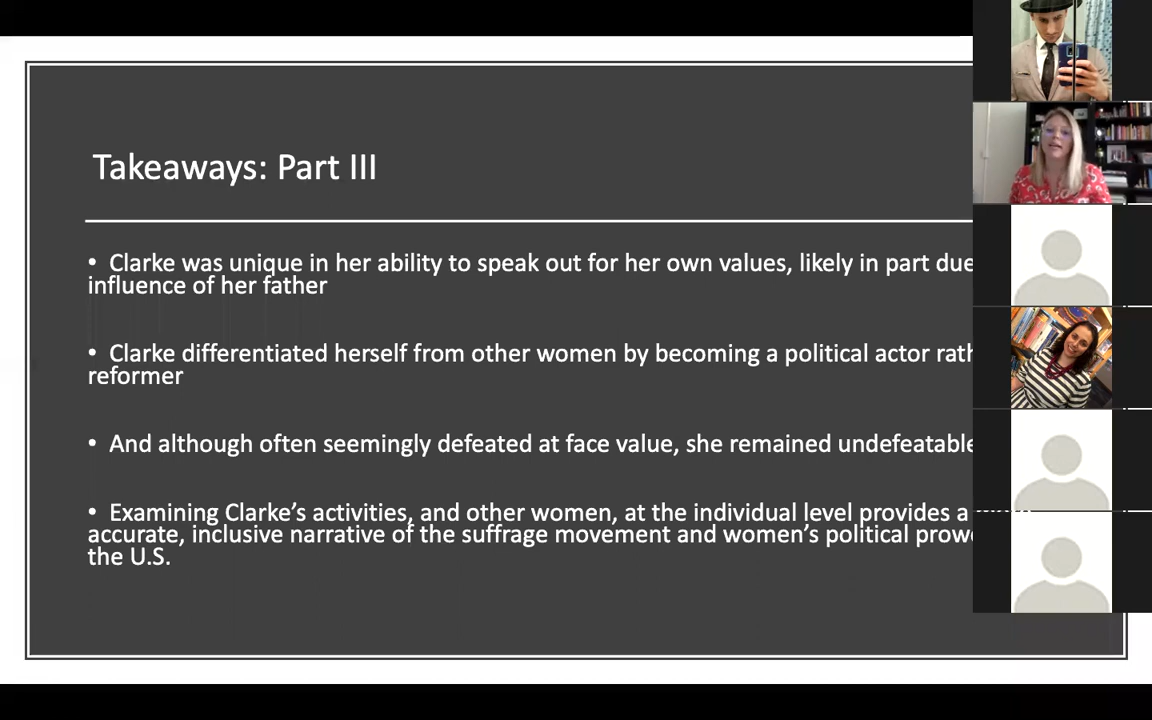 Takeaways: Part III
• Clarke was unique in her ability to speak out for her own values, likely in part due
influence of her father
• Clarke differentiated herself from other women by becoming a political actor
reformer
• And although often seemingly defeated at face value, she remained undefeatable
• Examining Clarke’s activities, and other women, at the individual level provides a
accurate, inclusive narrative of the suffrage movement and women’s political
the U.S.